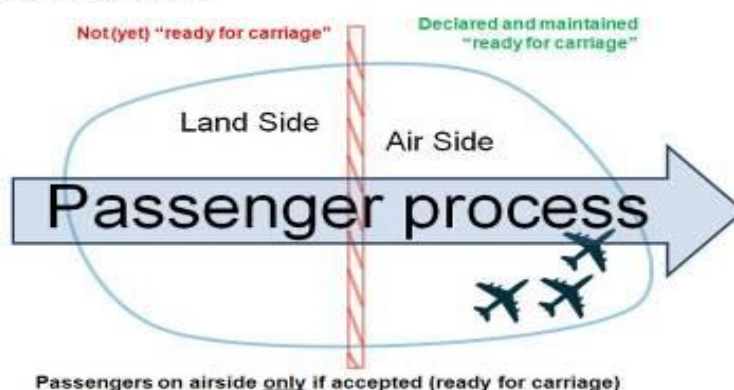 Not (yet) “ready for carriage”
Declared and maintained
“ready for carriage”
Land Side
Air Side
Passenger process
Passengers on airside only if accepted (ready for carriage)